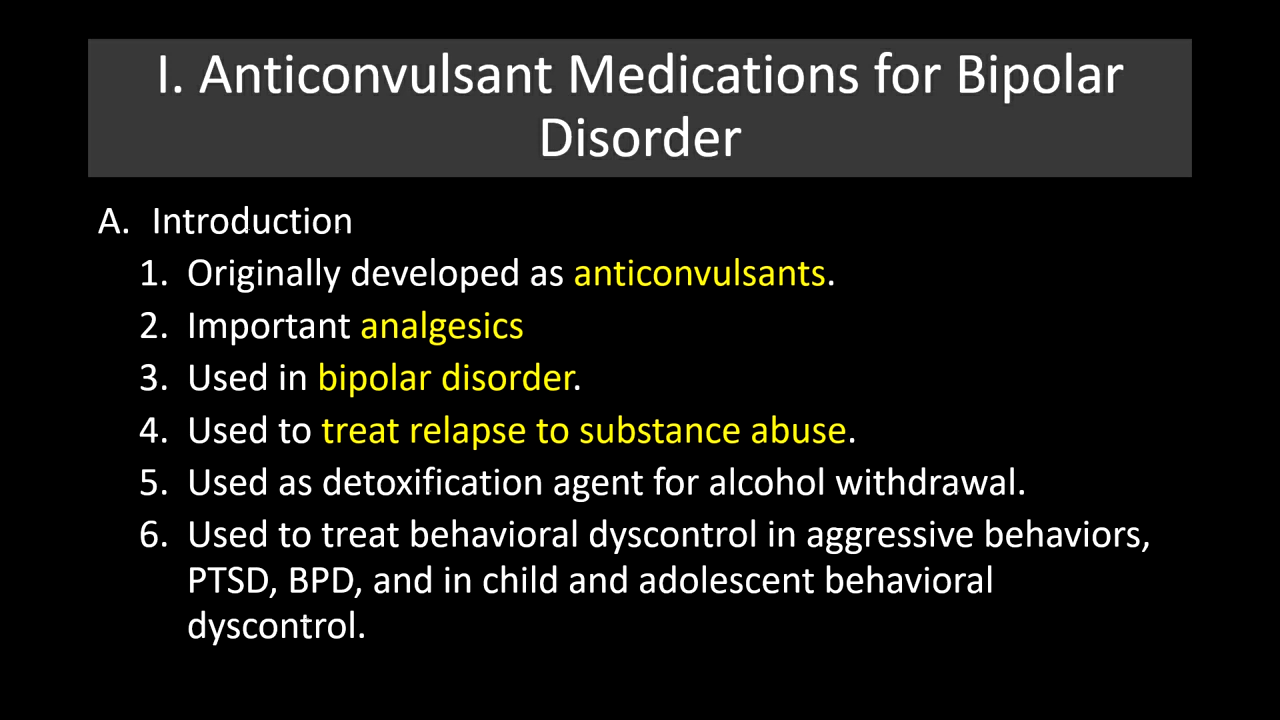 I. Anticonvulsant Medications for Bipolar
Disorder
A. Introduction
1. Originally developed as anticonvulsants.
2. Important analgesics
3. Used in bipolar disorder.
4. Used to treat relapse to substance abuse.
5. Used as detoxification agent for alcohol withdrawal.
6. Used to treat behavioral dyscontrol in aggressive behaviors,
PTSD, BPD, and in child and adolescent behavioral
dyscontrol.